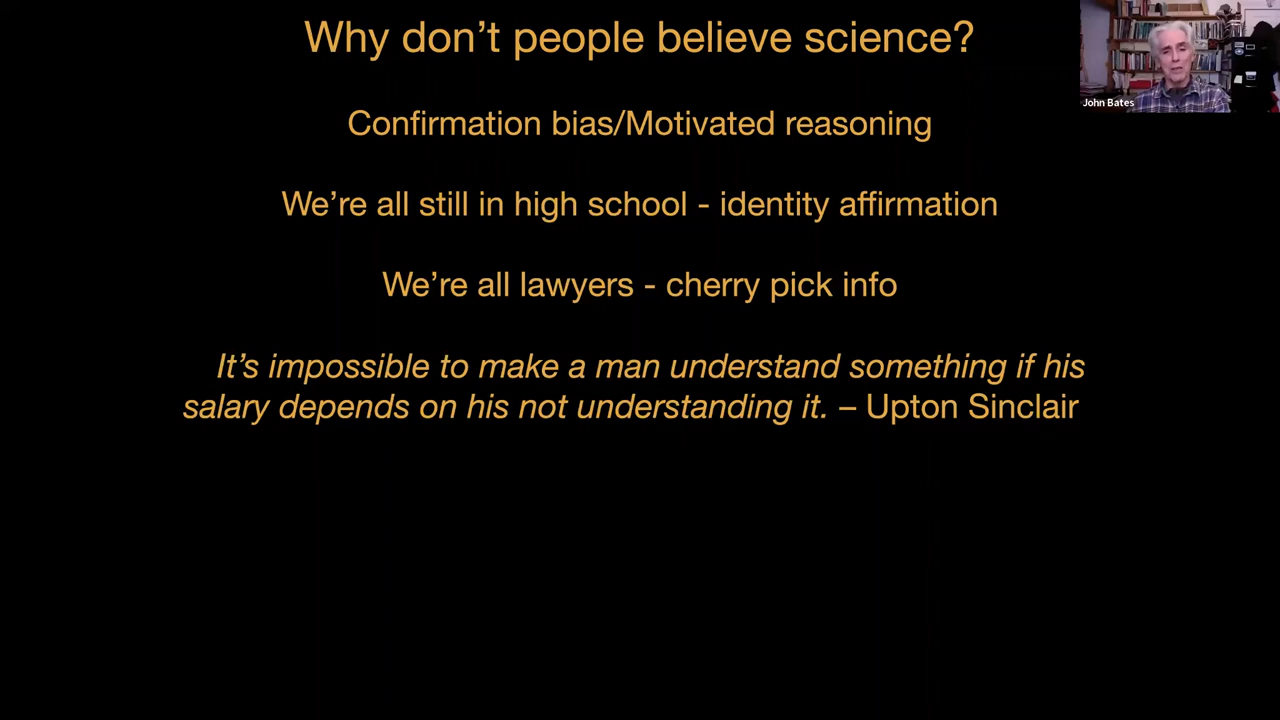 Why don’t people believe science?
John Bates
Confirmation bias/Motivated reasoning
We’re all still in high school - identity affirmation
We’re all lawyers - cherry pick info
It’s impossible to make a man understand something if his
salary depends on his not understanding it. – Upton Sinclair